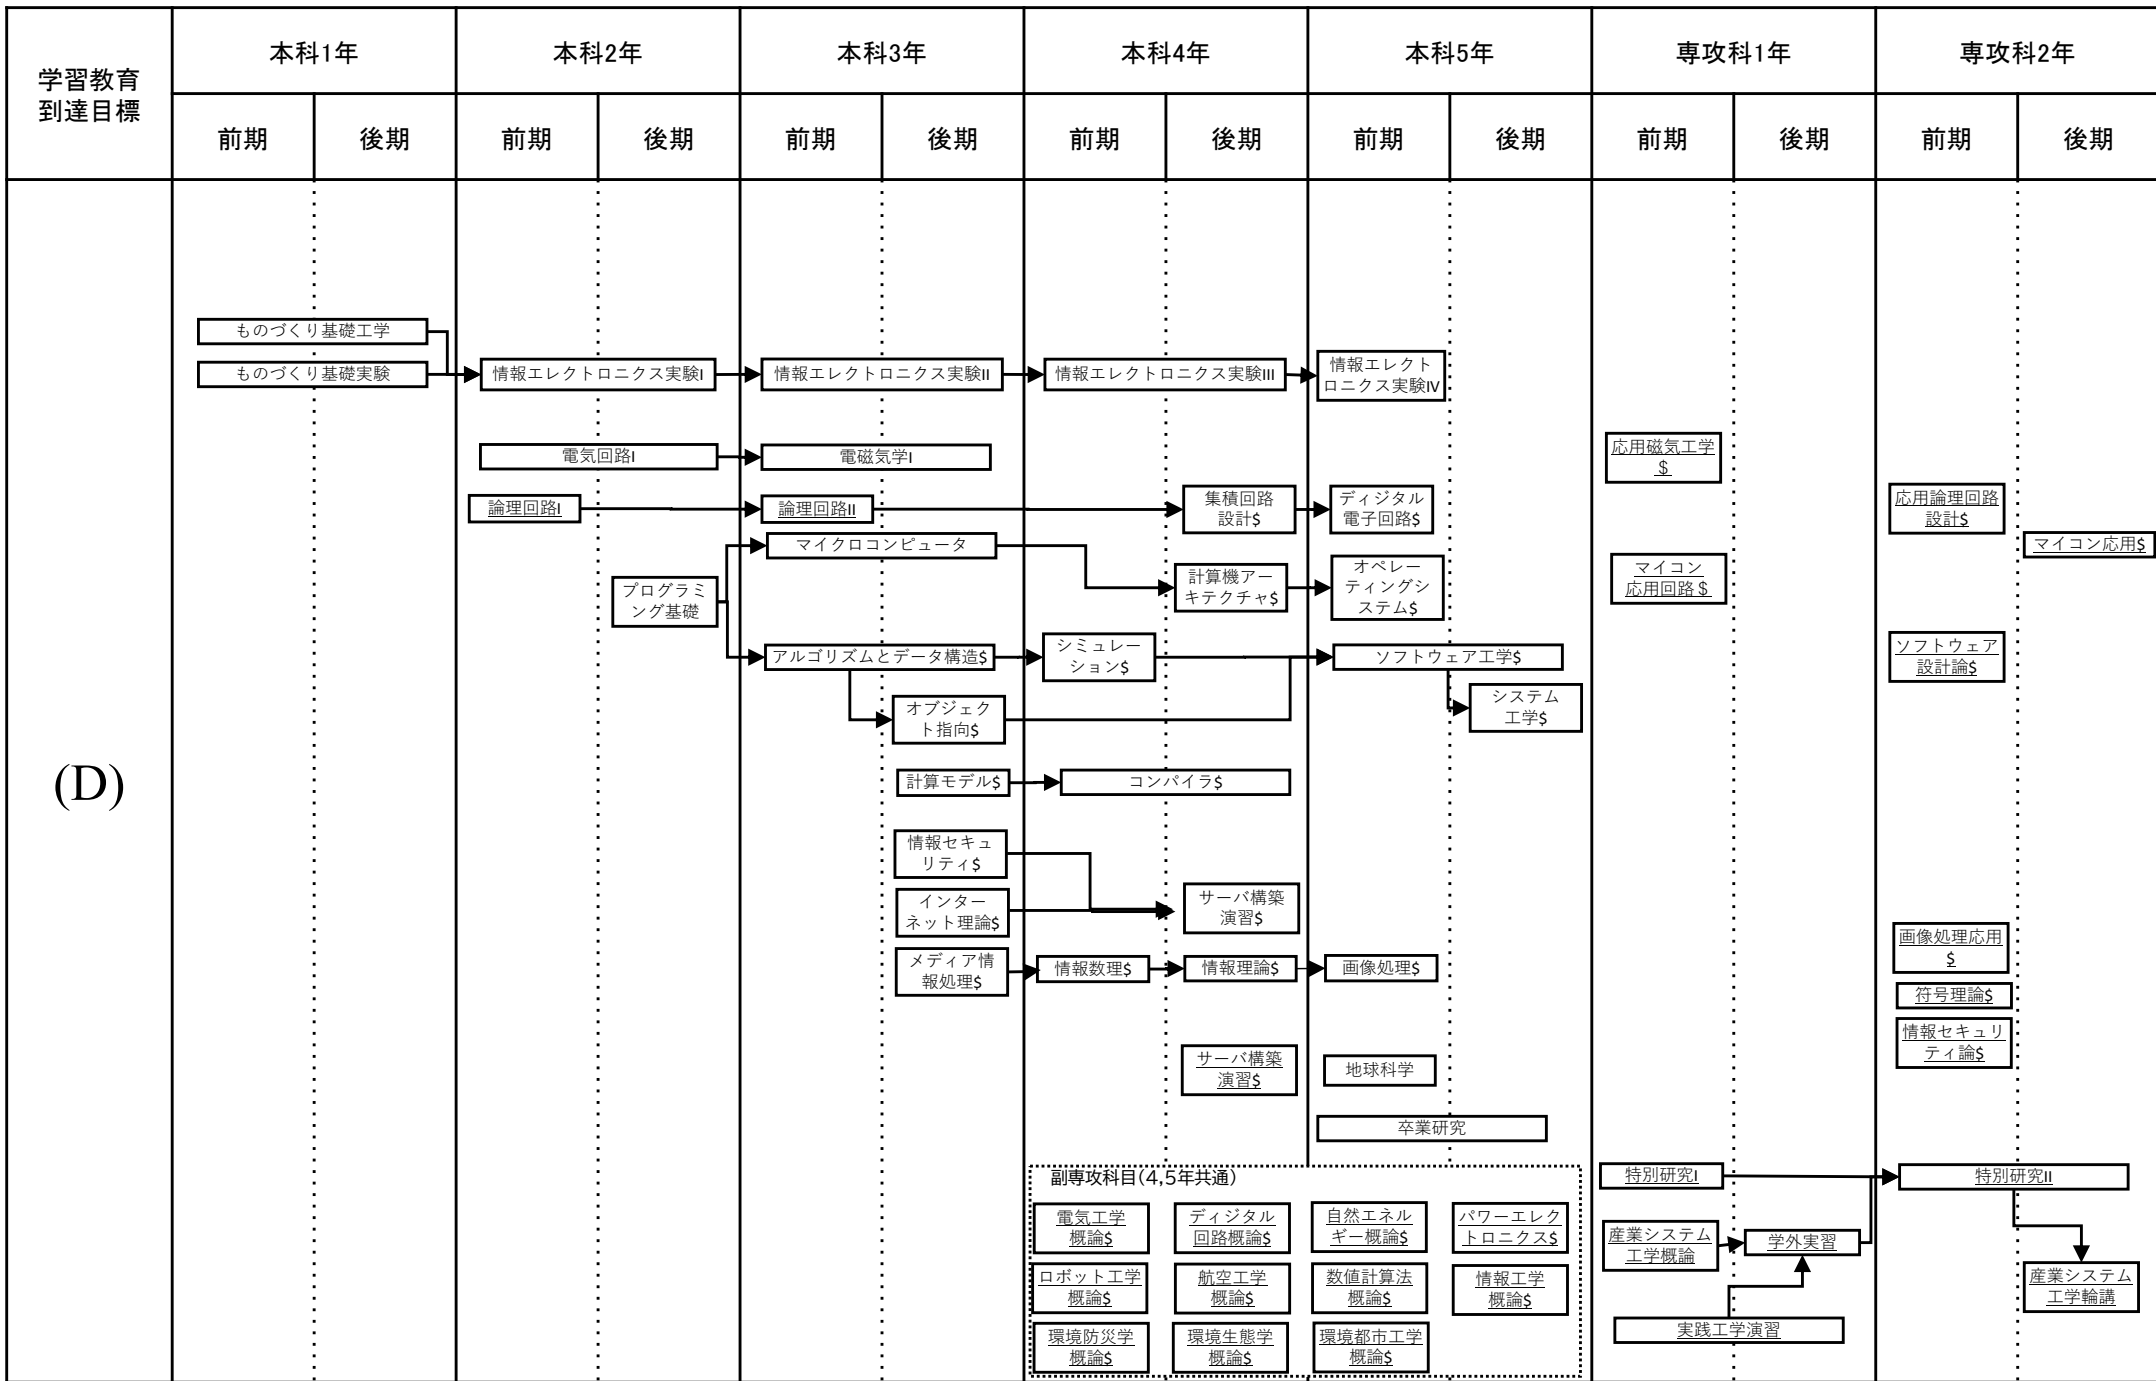 学習教育
到達目標
本科1年
本科2年
本科3年
本科4年
本科5年
専攻科1年
専攻科2年
前期
後期
前期
後期
前期
後期
前期
後期
前期
後期
前期
後期
前期
後期
(D)
ものづくり基礎工学
ものづくり基礎実験
情報エレクトロニクス実験I
情報エレクトロニクス実験II
情報エレクトロニクス実験III
情報エレクト
ロニクス実験IV
電気回路I
電磁気学I
応用磁気工学
$
論理回路I
論理回路II
集積回路
設計$
ディジタル
電子回路$
応用論理回路
設計$
マイクロコンピュータ
マイコン応用$
プログラミ
ング基礎
計算機アー
キテクチャ$
オペレー
ティングシ
ステム$
マイコン
応用回路$
アルゴリズムとデータ構造$
シミュレー
ション$
ソフトウェア工学$
ソフトウェア
設計論$
オブジェク
ト指向$
システム
工学$
計算モデル$
コンパイラ$
情報セキュ
リティ$
インター
ネット理論$
サーバ構築
演習$
メディア情
報処理$
情報数理$
情報理論$
画像処理$
画像処理応用
$
符号理論$
情報セキュリ
ティ論$
サーバ構築
演習$
地球科学
卒業研究
副専攻科目(4,5年共通)
電気工学
概論$
ディジタル
回路概論$
自然エネル
ギー概論$
パワーエレク
トロニクス$
ロボット工学
概論$
航空工学
概論$
数値計算法
概論$
情報工学
概論$
環境防災学
概論$
環境生態学
概論$
環境都市工学
概論$
特別研究I
特別研究II
産業システム
工学概論
学外実習
実践工学演習
産業システム
工学輪講